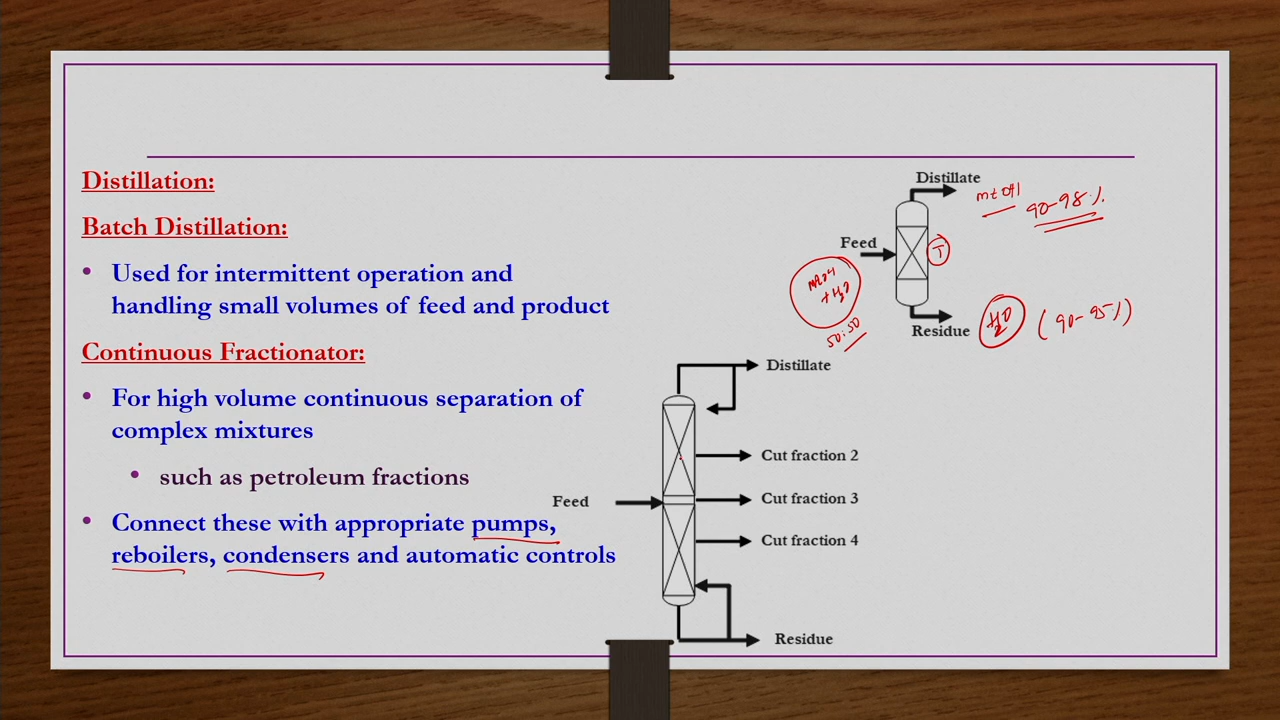 Distillation:
Batch Distillation:
• Used for intermittent operation and
handling small volumes of feed and product
Continuous Fractionator:
• For high volume continuous separation of
complex mixtures
• such as petroleum fractions
• Connect these with appropriate pumps,
reboilers, condensers and automatic controls
Distillate
90-98%
Feed
T
+ H2O
50:50
Residue
H2O
(90-95%)
Distillate
Cut fraction 2
Feed
Cut fraction 3
Cut fraction 4
Residue